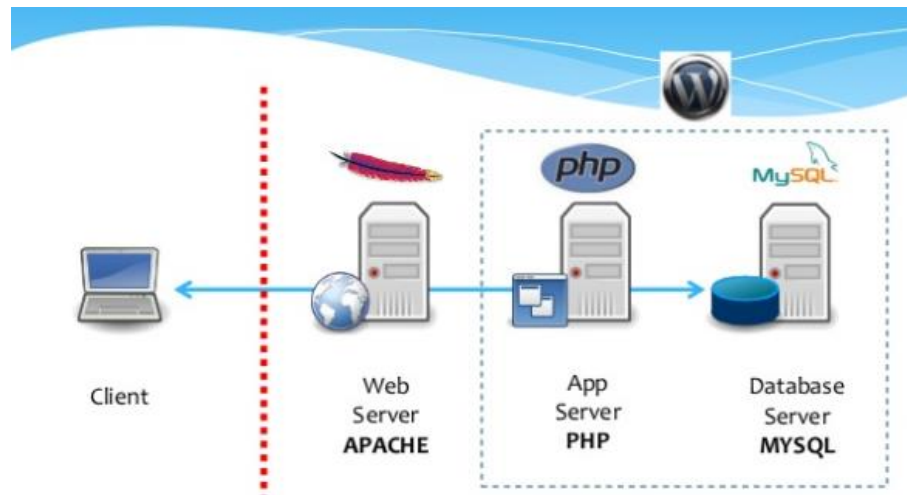 W
php
MySQL
Client
Web
Server
APACHE
App
Server
PHP
Database
Server
MYSQL